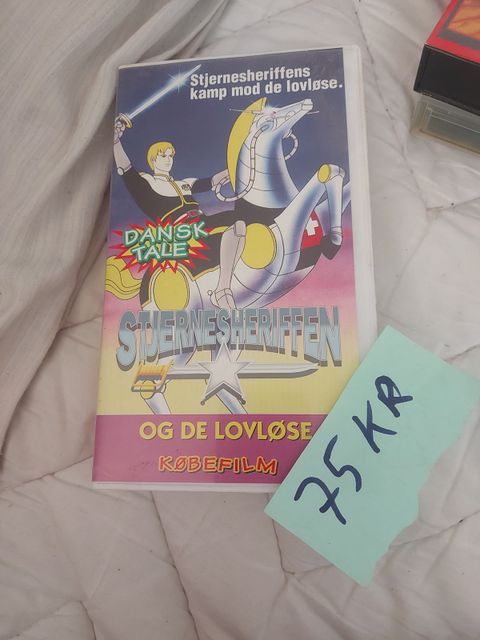 Stjernesheriffens
kamp mod de lovløse.
DANSK
TALE
STJERNESHERIFFEN
OG DE LOVLØSE
KØBEFILM
75 KR